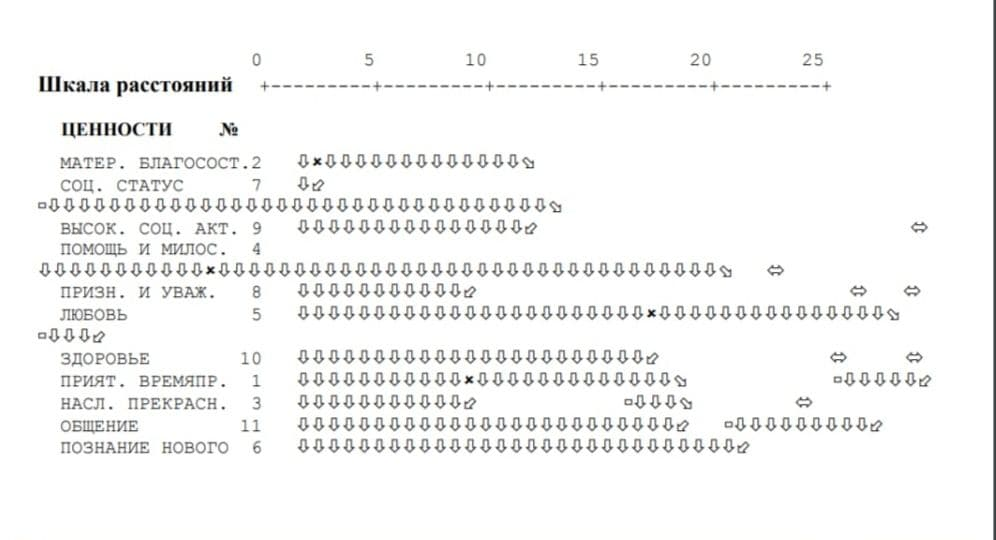 0 5 10 15 20 25
Шкала расстояний +---------+---------+---------+---------+---------+
ЦЕННОСТИ №
МАТЕР. БЛАГОСОСТ.2
СОЦ. СТАТУС 7
ВЫСОК. СОЦ. АКТ. 9
ПОМОЩЬ И МИЛОС. 4
ПРИЗН. И УВАЖ. 8
ЛЮБОВЬ 5
ЗДОРОВЬЕ 10
ПРИЯТ. ВРЕМЯПР. 1
НАСЛ. ПРЕКРАСН. 3
ОБЩЕНИЕ 11
ПОЗНАНИЕ НОВОГО 6